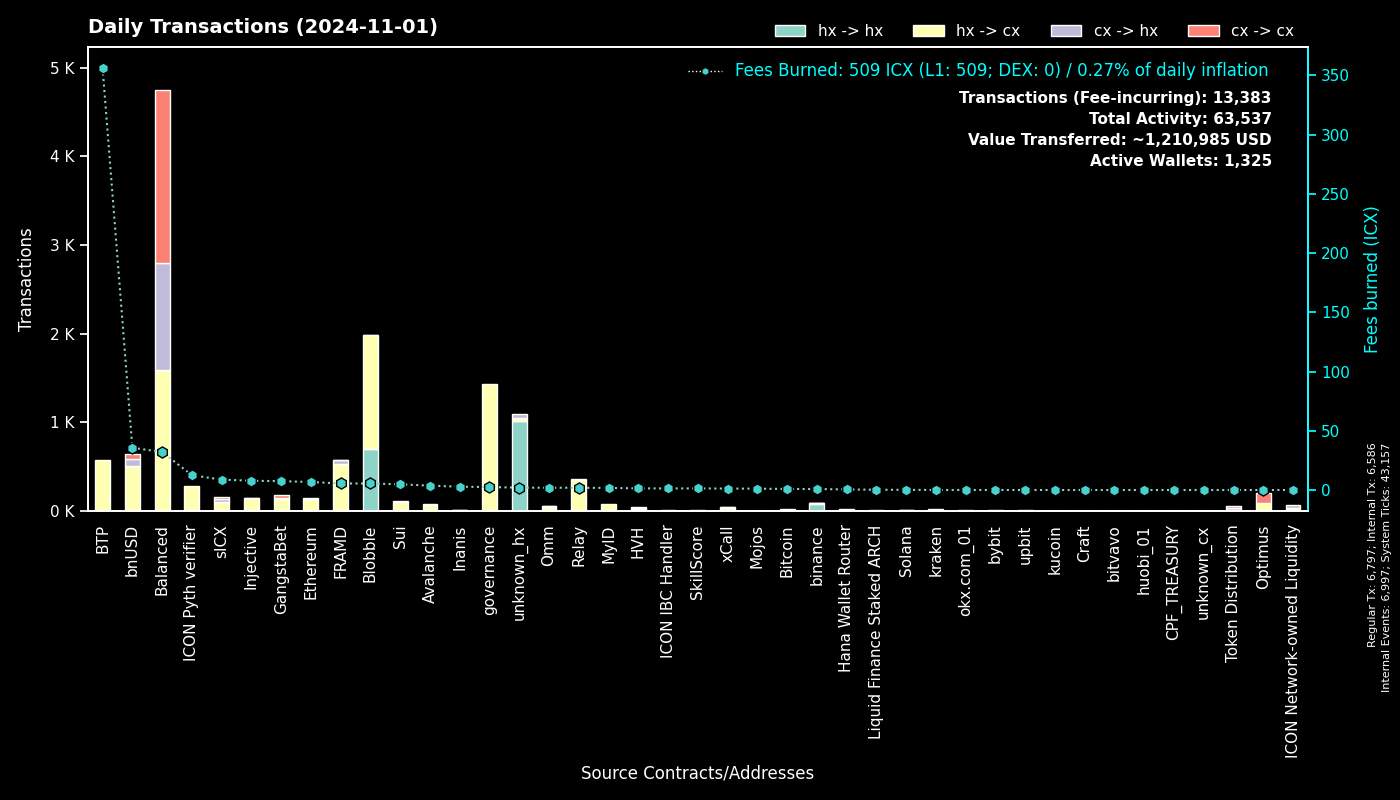 Daily Transactions (2024-11-01)
hx -> hx
hx -> cx
cx -> hx
cx -> cx
Fees Burned: 509 ICX (L1: 509; DEX: 0) / 0.27% of daily inflation
Transactions (Fee-incurring): 13,383
Total Activity: 63,537
Value Transferred: ~1,210,985 USD
Active Wallets: 1,325
Transactions
5 K
4 K
3 K
2 K
1 K
0 K
350
300
250
200
150
100
50
0
Fees burned (ICX)
BTP
bnUSD
Balanced
ICON Pyth verifier
sICX
Injective
GangstaBet
Ethereum
FRAMD
Blobble
Sui
Avalanche
Inanis
governance
unknown_hx
Omm
Relay
MyID
HVH
ICON IBC Handler
SkillScore
xCall
Mojos
Bitcoin
binance
Hana Wallet Router
Liquid Finance Staked ARCH
Solana
kraken
okx.com_01
bybit
upbit
kucoin
Craft
bitvavo
huobi_01
CPF_TREASURY
unknown_cx
Token Distribution
Optimus
ICON Network-owned Liquidity
Source Contracts/Addresses
Regular Tx: 6,797; Internal Tx: 6,586
Internal Events: 6,997; System Ticks: 43,157